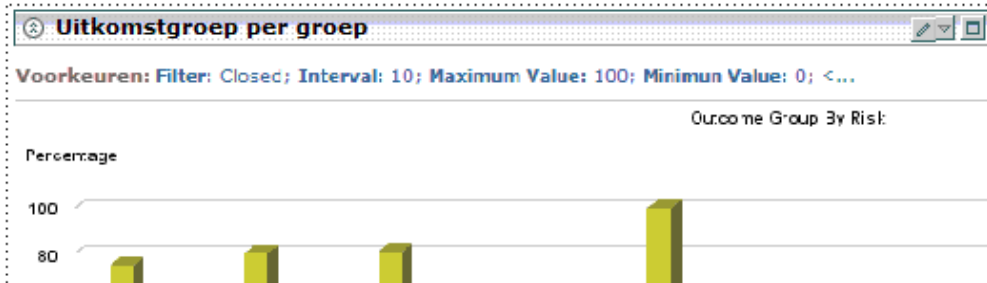 Uitkomstgroep per groep
Voorkeuren: Filter: Closed; Interval: 10; Maximum Value: 100; Minimun Value: 0; <...
Outcome Group By Risk
Percentage
100
80